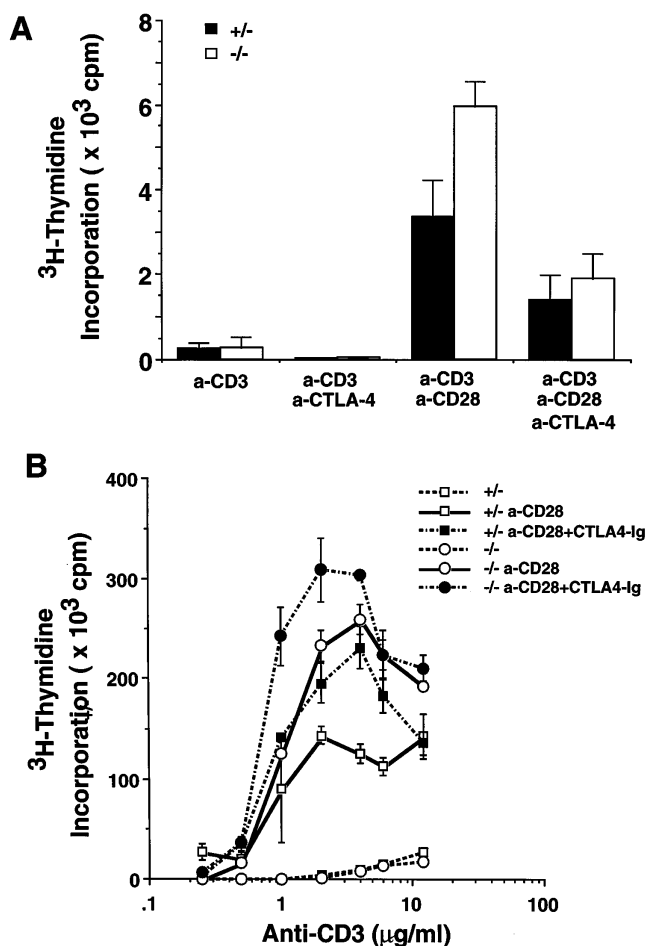 A
+/-
-/-
8
6
4
2
0
³H-Thymidine
Incorporation ( x 10³ cpm)
a-CD3
a-CD3
a-CTLA-4
a-CD3
a-CD28
a-CD3
a-CD28
a-CTLA-4
B
400
300
200
100
0
³H-Thymidine
Incorporation ( x 10³ cpm)
+/-
+/- a-CD28
+/- a-CD28+CTLA4-Ig
-/-
-/- a-CD28
-/- a-CD28+CTLA4-Ig
.1
1
10
100
Anti-CD3 (μg/ml)